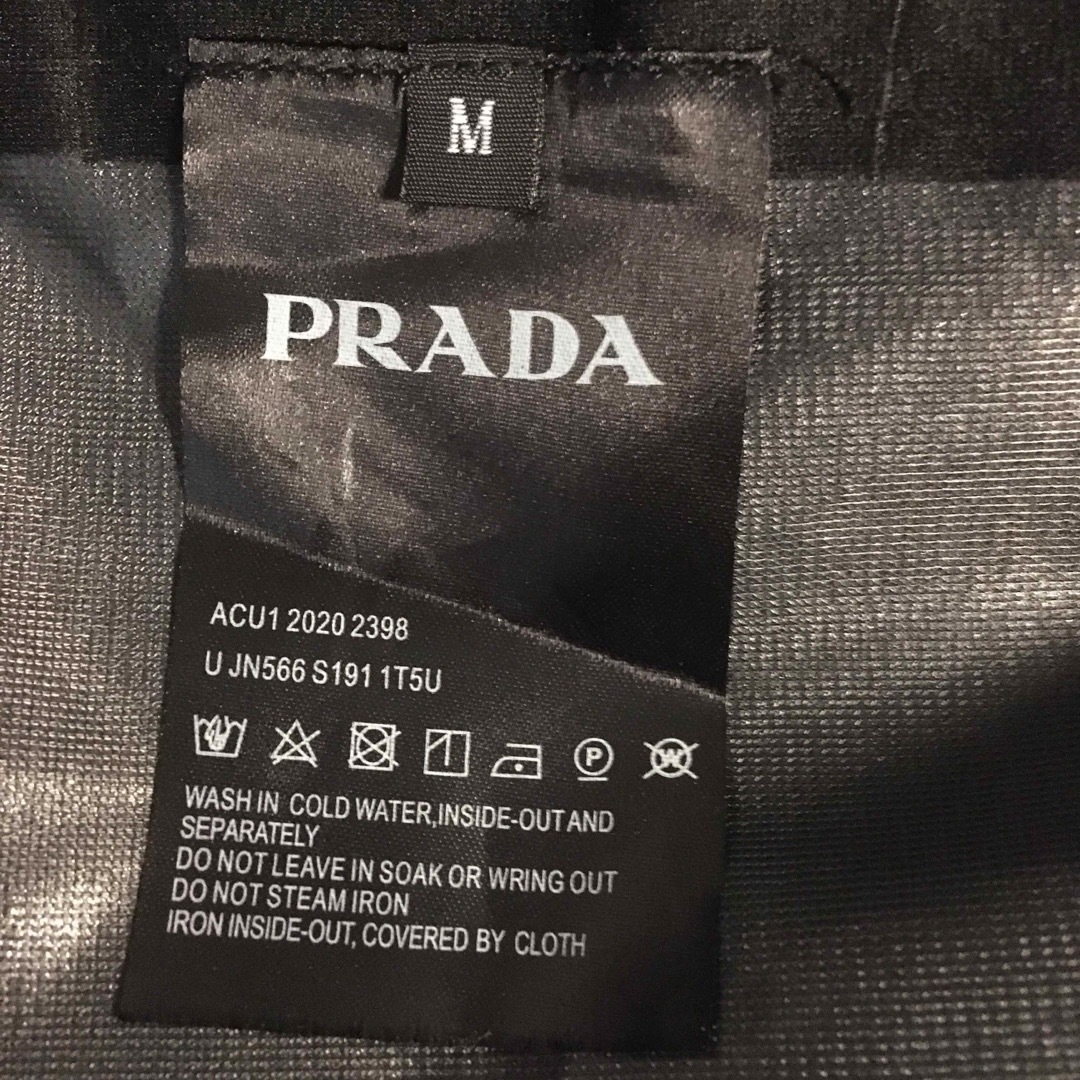 M
PRADA
ACU1 2020 2398
U JN566 S191 1T5U
P W
WASH IN COLD WATER,INSIDE-OUT AND
SEPARATELY
DO NOT LEAVE IN SOAK OR WRING OUT
DO NOT STEAM IRON
IRON INSIDE-OUT, COVERED BY CLOTH